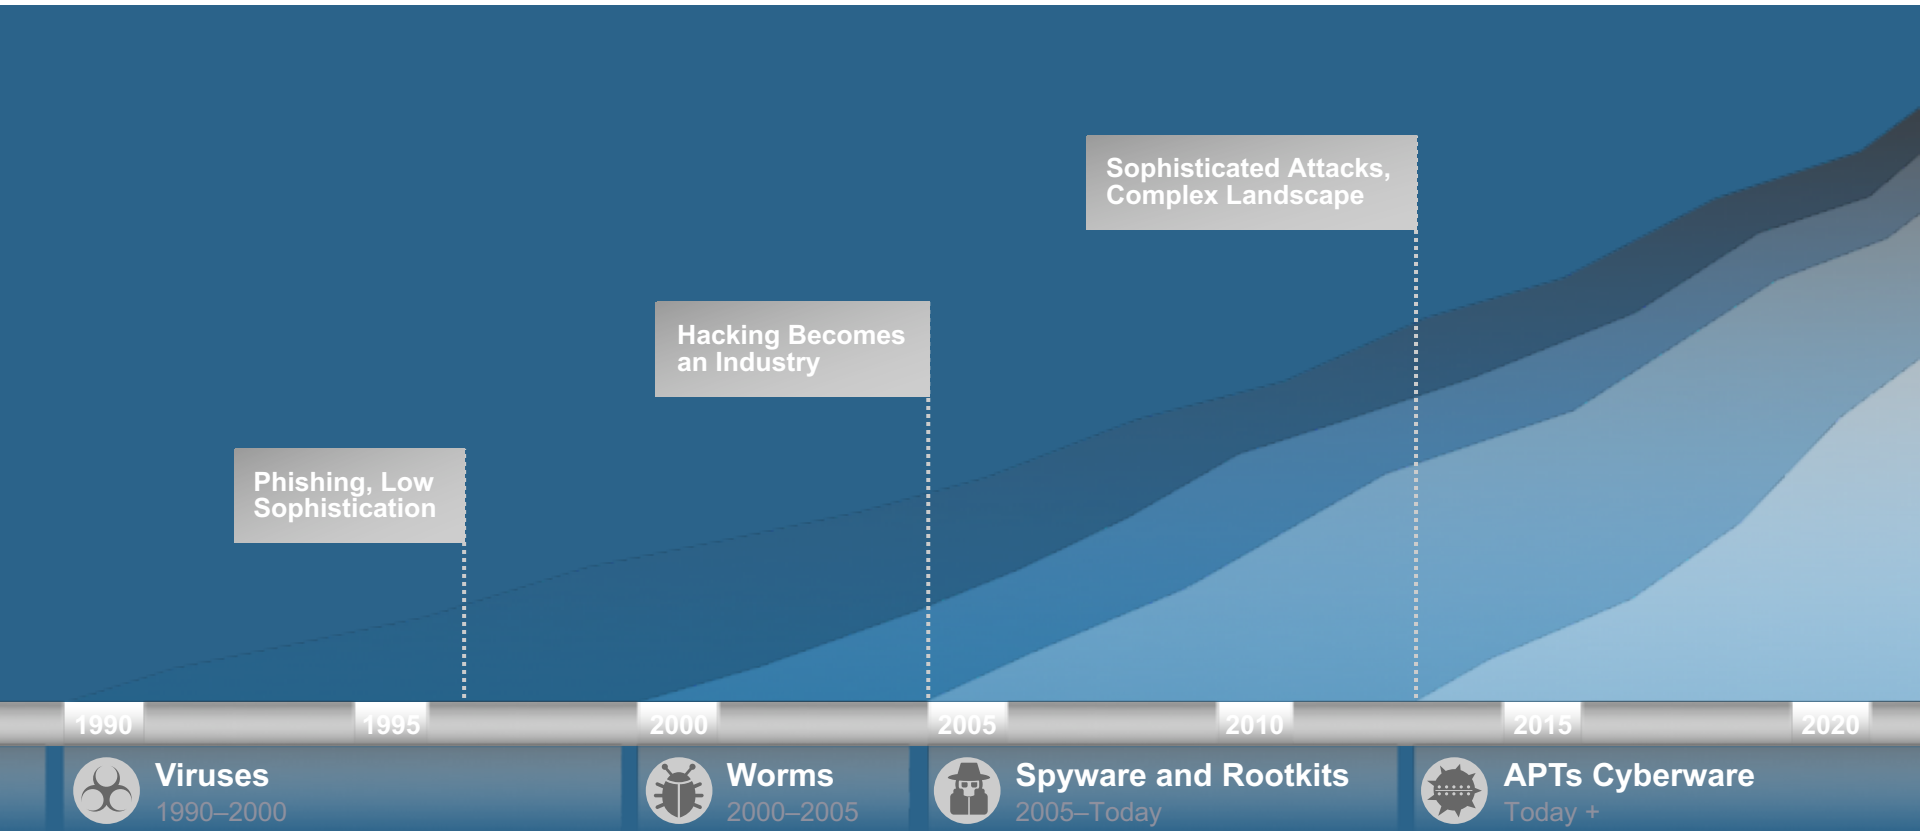 Sophisticated Attacks,
Complex Landscape
Hacking Becomes
an Industry
Phishing, Low
Sophistication
1990
1995
2000
2005
2010
2015
2020
Viruses
1990–2000
Worms
2000–2005
Spyware and Rootkits
2005–Today
APTs Cyberware
Today +